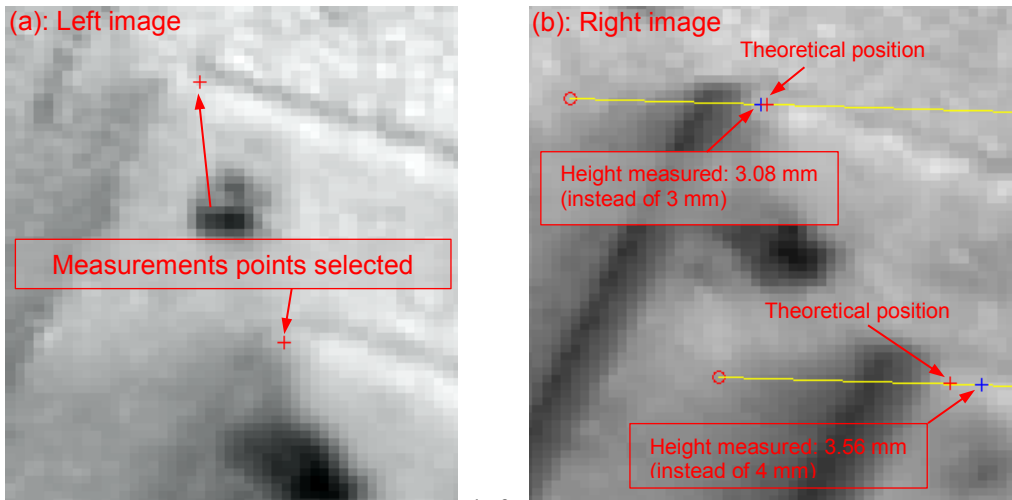 (a): Left image
Measurements points selected
(b): Right image
Theoretical position
Height measured: 3.08 mm
(instead of 3 mm)
Theoretical position
Height measured: 3.56 mm
(instead of 4 mm)